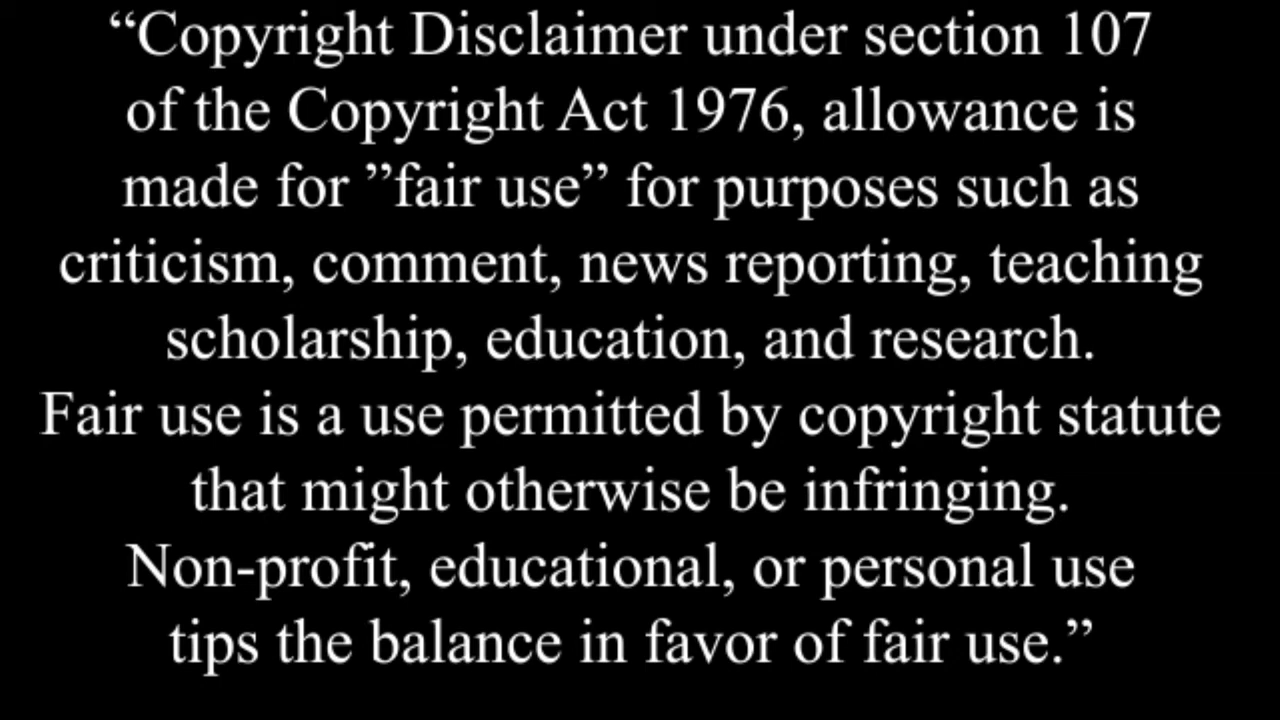 “Copyright Disclaimer under section 107
of the Copyright Act 1976, allowance is
made for ”fair use” for purposes such as
criticism, comment, news reporting, teaching
scholarship, education, and research.
Fair use is a use permitted by copyright statute
that might otherwise be infringing.
Non-profit, educational, or personal use
tips the balance in favor of fair use.”